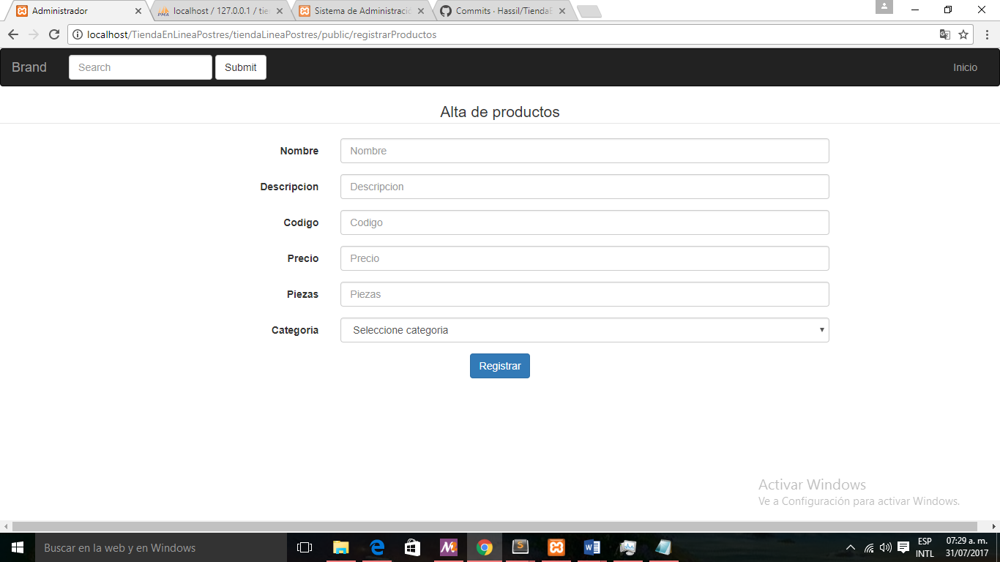 Administrador
localhost / 127.0.0.1 / tie
Sistema de Administració
Commits - Hassil/TiendaE
localhost/TiendaEnLineaPostres/tiendaLineaPostres/public/registrarProductos
Brand
Search
Submit
Inicio
Alta de productos
Nombre
Nombre
Descripcion
Descripcion
Codigo
Codigo
Precio
Precio
Piezas
Piezas
Categoria
Seleccione categoria
Registrar
Activar Windows
Ve a Configuración para activar Windows.
Buscar en la web y en Windows
ESP
INTL
07:29 a. m.
31/07/2017